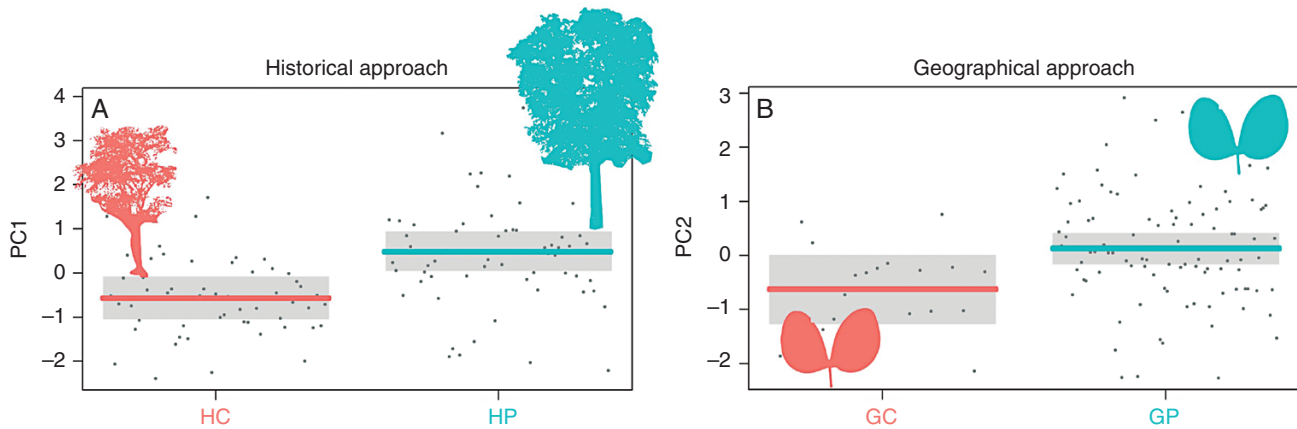 Historical approach
A
PC1
4
3
2
1
0
–1
–2
HC
HP
Geographical approach
B
PC2
3
2
1
0
–1
–2
GC
GP